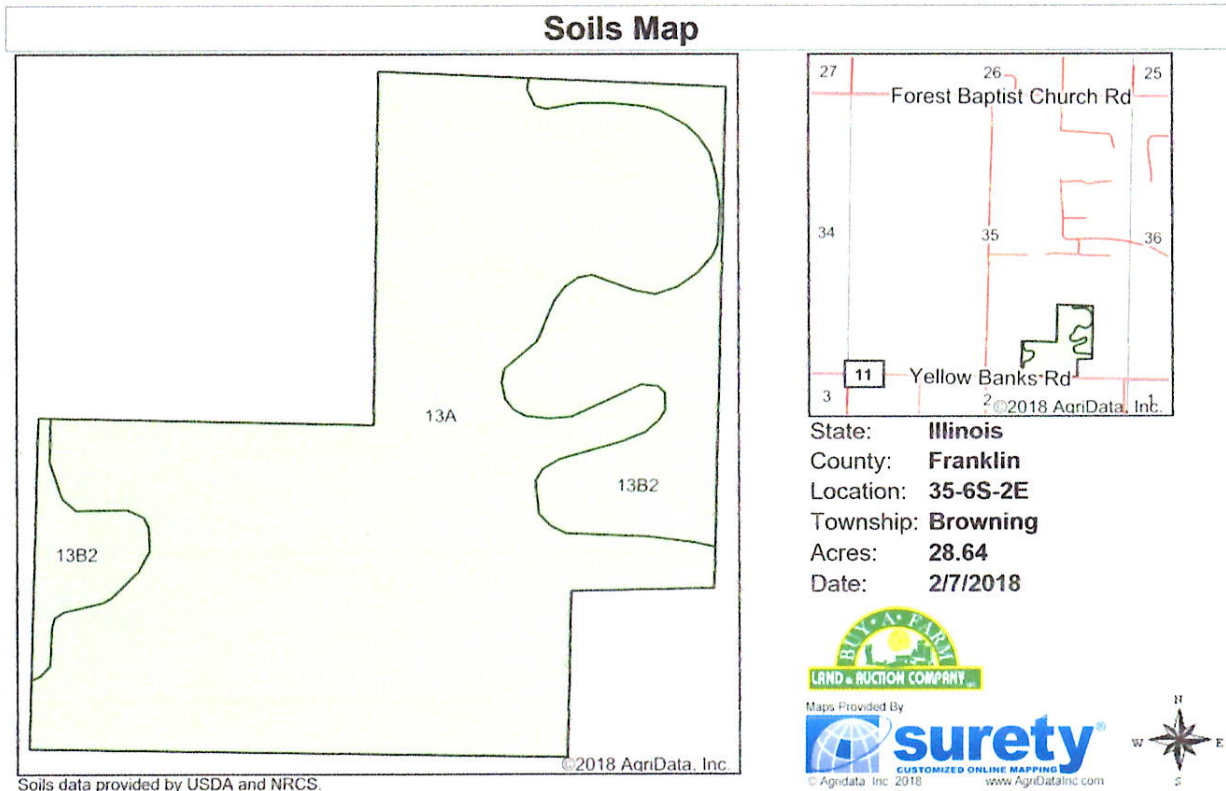 Soils Map
13A
13B2
13B2
©2018 AgriData, Inc.
Soils data provided by USDA and NRCS.
27
26
25
Forest Baptist Church Rd
34
35
36
11
Yellow Banks Rd
3
2
1
©2018 AgriData, Inc.
State: Illinois
County: Franklin
Location: 35-6S-2E
Township: Browning
Acres: 28.64
Date: 2/7/2018
BUY • A • FARM
LAND & AUCTION COMPANY
Maps Provided By
surety®
CUSTOMIZED ONLINE MAPPING
© Agridata, Inc 2018
www.AgriDataInc.com
N
W
E
S